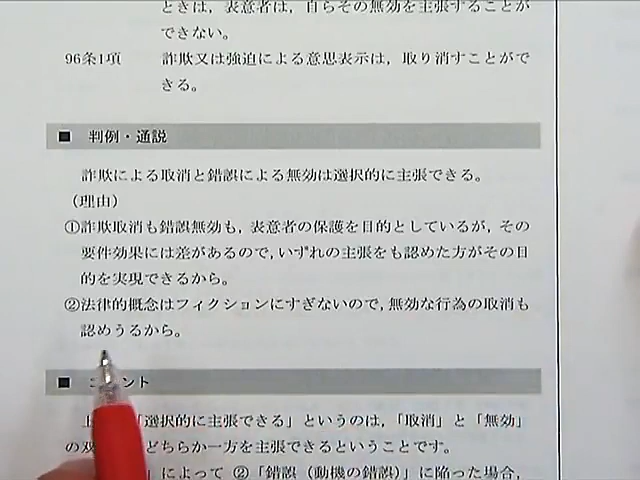 ときは，表意者は，自らその無効を主張することが
できない。
96条1項　詐欺又は強迫による意思表示は，取り消すことがで
きる。
■ 判例・通説
詐欺による取消と錯誤による無効は選択的に主張できる。
（理由）
①詐欺取消も錯誤無効も，表意者の保護を目的としているが，その
要件効果には差があるので，いずれの主張をも認めた方がその目
的を実現できるから。
②法律的概念はフィクションにすぎないので，無効な行為の取消も
認めうるから。
■ コメント
上 「選択的に主張できる」というのは，「取消」と「無効」
の双 どちらか一方を主張できるということです。
」によって ②「錯誤（動機の錯誤）」に陥った場合，